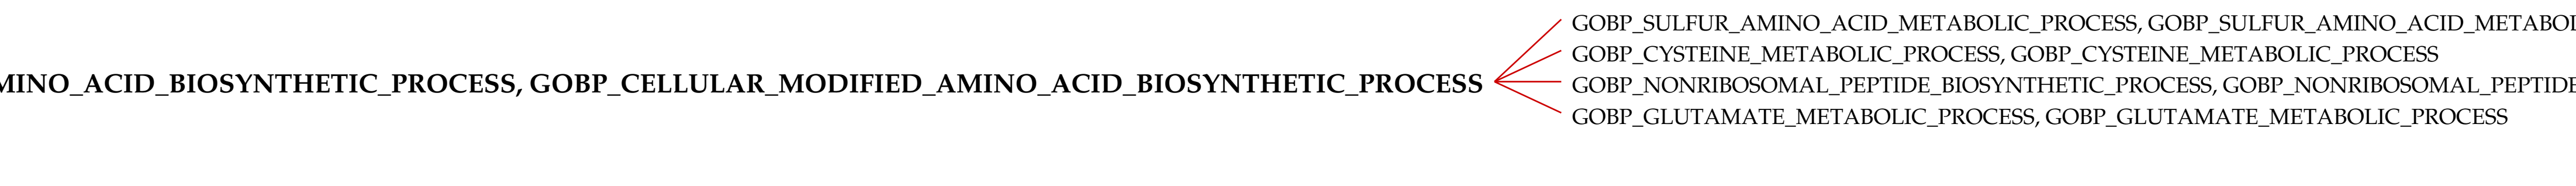 GOBP_SULFUR_AMINO_ACID_METABOLIC_PROCESS, GOBP_SULFUR_AMINO_ACID_METABOL
GOBP_CYSTEINE_METABOLIC_PROCESS, GOBP_CYSTEINE_METABOLIC_PROCESS
MINO_ACID_BIOSYNTHETIC_PROCESS, GOBP_CELLULAR_MODIFIED_AMINO_ACID_BIOSYNTHETIC_PROCESS
GOBP_NONRIBOSOMAL_PEPTIDE_BIOSYNTHETIC_PROCESS, GOBP_NONRIBOSOMAL_PEPTIDE
GOBP_GLUTAMATE_METABOLIC_PROCESS, GOBP_GLUTAMATE_METABOLIC_PROCESS